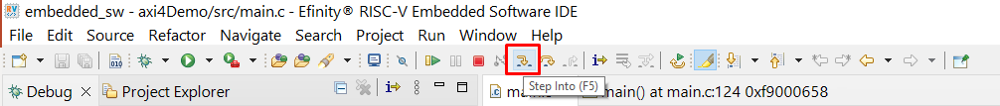 embedded_sw - axi4Demo/src/main.c - Efinity® RISC-V Embedded Software IDE
File Edit Source Refactor Navigate Search Project Run Window Help
010
Step Into (F5)
Debug Project Explorer main() at main.c:124 0xf9000658